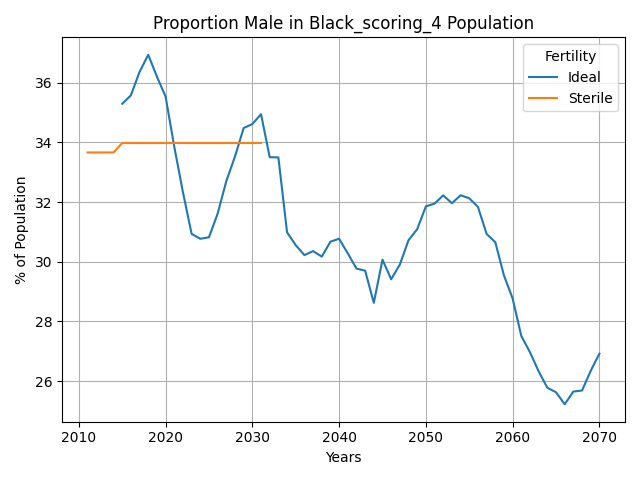 Proportion Male in Black_scoring_4 Population
Fertility
Ideal
Sterile
% of Population
36
34
32
30
28
26
2010 2020 2030 2040 2050 2060 2070
Years